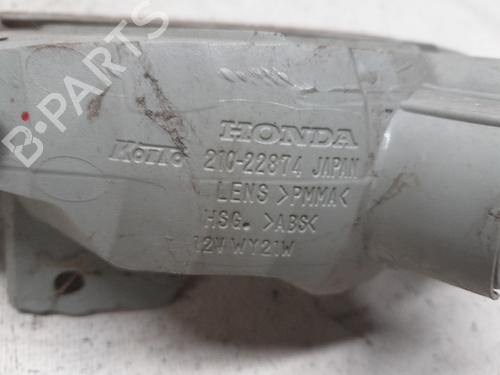 B-PARTS
HONDA
Koito 210-22874 JAPAN
LENS >PMMA<
HSG. >ABS<
12V WY21W